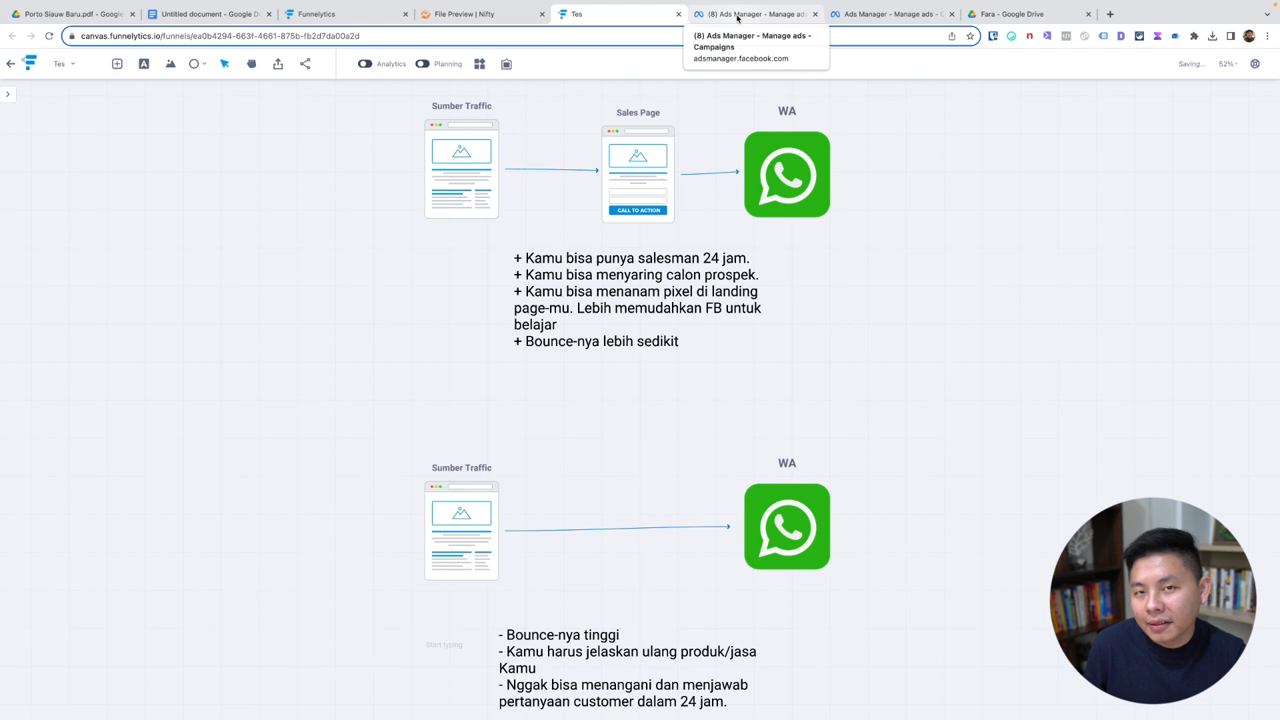 Porto Siauw Baru.pdf - Google D
Untitled document - Google Do
Funnelytics
File Preview | Nifty
Tes
(8) Ads Manager - Manage ads
Ads Manager - Manage ads - C
Fara - Google Drive
canvas.funnelytics.io/funnels/ea0b4294-663f-4661-875b-fb2d7da00a2d
(8) Ads Manager - Manage ads -
Campaigns
adsmanager.facebook.com
Tes
Analytics
Planning
Saving...
52%
Sumber Traffic
Sales Page
WA
CALL TO ACTION
+ Kamu bisa punya salesman 24 jam.
+ Kamu bisa menyaring calon prospek.
+ Kamu bisa menanam pixel di landing
page-mu. Lebih memudahkan FB untuk
belajar
+ Bounce-nya lebih sedikit
Sumber Traffic
WA
Start typing
- Bounce-nya tinggi
- Kamu harus jelaskan ulang produk/jasa
Kamu
- Nggak bisa menangani dan menjawab
pertanyaan customer dalam 24 jam.